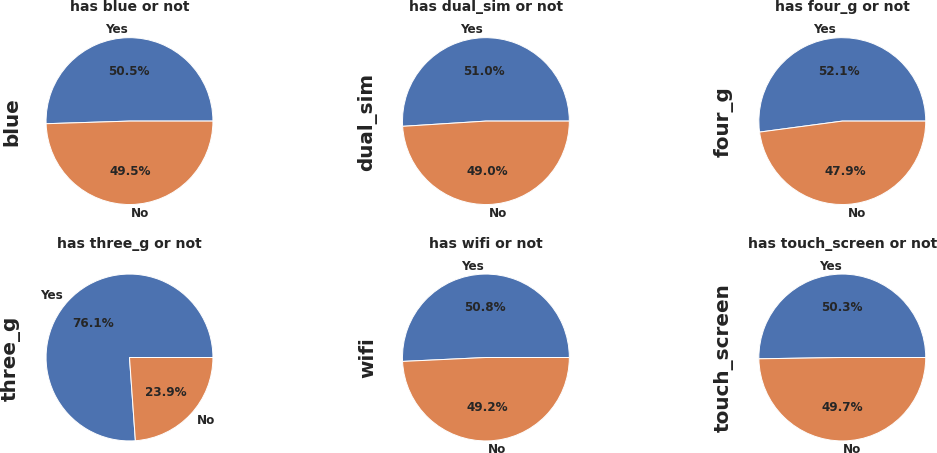 has blue or not
Yes
50.5%
49.5%
No
blue
has dual_sim or not
Yes
51.0%
49.0%
No
dual_sim
has four_g or not
Yes
52.1%
47.9%
No
four_g
has three_g or not
Yes
76.1%
23.9%
No
three_g
has wifi or not
Yes
50.8%
49.2%
No
wifi
has touch_screen or not
Yes
50.3%
49.7%
No
touch_screen